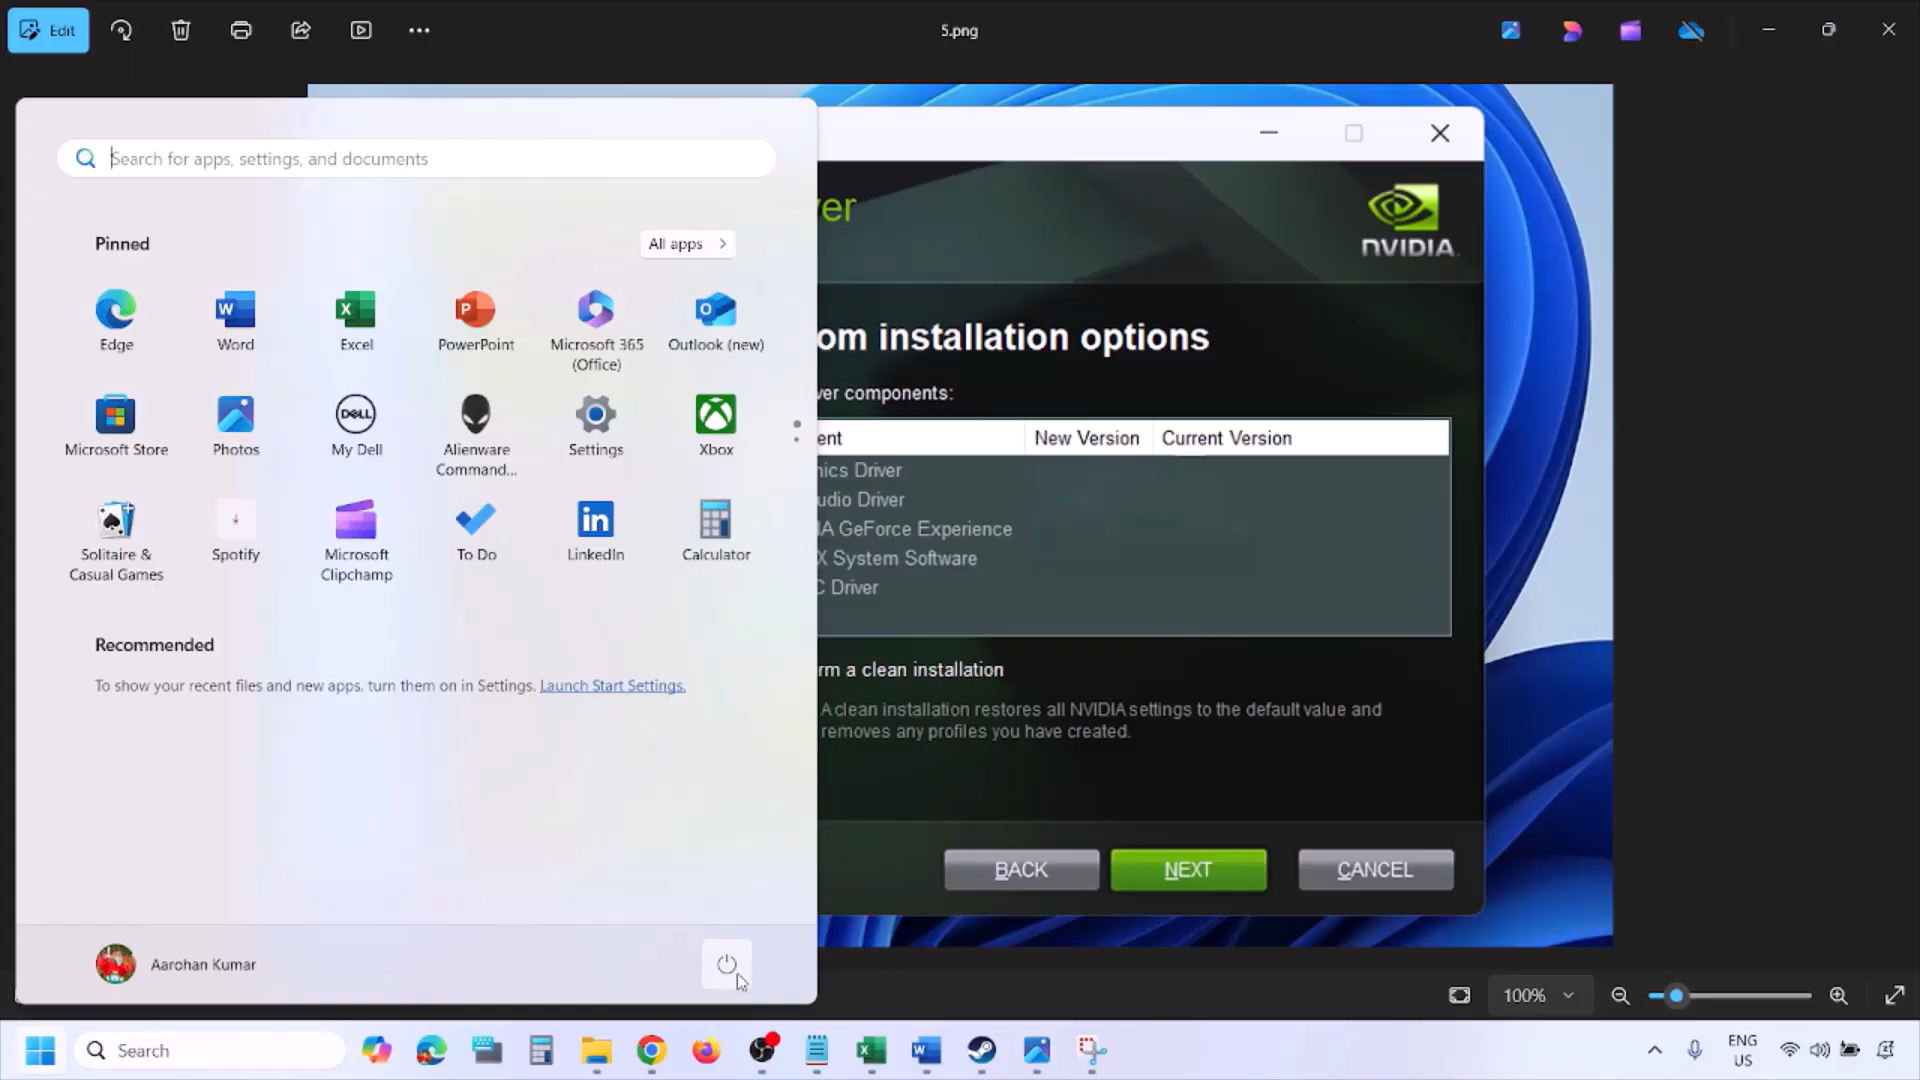 Edit
5.png
Search for apps, settings, and documents
Pinned
All apps
Edge
Word
Excel
PowerPoint
Microsoft 365
(Office)
Outlook (new)
Microsoft Store
Photos
DELL
My Dell
Alienware
Command...
Settings
Xbox
Solitaire &
Casual Games
Spotify
Microsoft
Clipchamp
To Do
LinkedIn
Calculator
Recommended
To show your recent files and new apps, turn them on in Settings. Launch Start Settings.
Aarohan Kumar
ver
NVIDIA
om installation options
ver components:
ent
New Version
Current Version
nics Driver
udio Driver
IA GeForce Experience
X System Software
C Driver
rm a clean installation
A clean installation restores all NVIDIA settings to the default value and
removes any profiles you have created.
BACK
NEXT
CANCEL
100%
Search
ENG
US